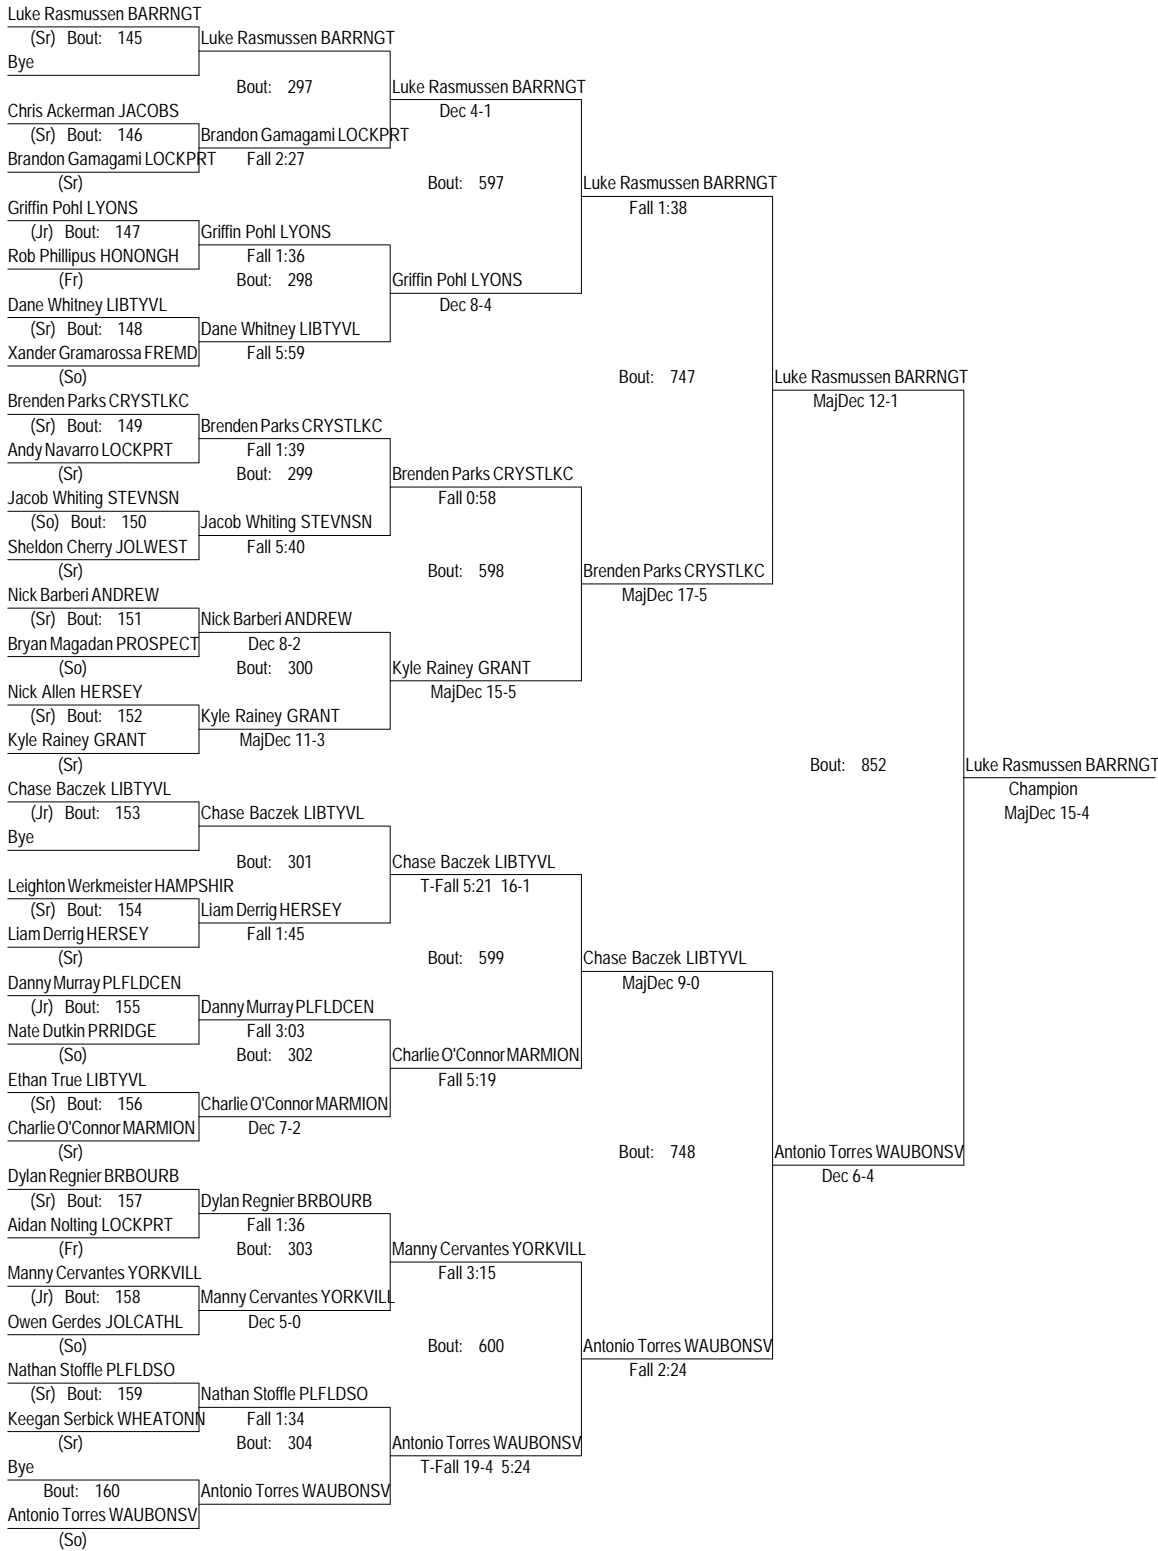 Luke Rasmussen BARRNGT
(Sr) Bout: 145 Luke Rasmussen BARRNGT
Bye
Bout: 297 Luke Rasmussen BARRNGT
Chris Ackerman JACOBS Dec 4-1
(Sr) Bout: 146 Brandon Gamagami LOCKPRT
Brandon Gamagami LOCKPRT Fall 2:27
(Sr) Bout: 597 Luke Rasmussen BARRNGT
Griffin Pohl LYONS Fall 1:38
(Jr) Bout: 147 Griffin Pohl LYONS
Rob Phillipus HONONGH Fall 1:36
(Fr) Bout: 298 Griffin Pohl LYONS
Dane Whitney LIBTYVL Dec 8-4
(Sr) Bout: 148 Dane Whitney LIBTYVL
Xander Gramarossa FREMD Fall 5:59
(So) Bout: 747 Luke Rasmussen BARRNGT
Brenden Parks CRYSTLKC MajDec 12-1
(Sr) Bout: 149 Brenden Parks CRYSTLKC
Andy Navarro LOCKPRT Fall 1:39
(Sr) Bout: 299 Brenden Parks CRYSTLKC
Jacob Whiting STEVNSN Fall 0:58
(So) Bout: 150 Jacob Whiting STEVNSN
Sheldon Cherry JOLWEST Fall 5:40
(Sr) Bout: 598 Brenden Parks CRYSTLKC
Nick Barberi ANDREW MajDec 17-5
(Sr) Bout: 151 Nick Barberi ANDREW
Bryan Magadan PROSPECT Dec 8-2
(So) Bout: 300 Kyle Rainey GRANT
Nick Allen HERSEY MajDec 15-5
(Sr) Bout: 152 Kyle Rainey GRANT
Kyle Rainey GRANT MajDec 11-3
(Sr) Bout: 852 Luke Rasmussen BARRNGT
Chase Baczek LIBTYVL Champion
(Jr) Bout: 153 Chase Baczek LIBTYVL MajDec 15-4
Bye
Bout: 301 Chase Baczek LIBTYVL
Leighton Werkmeister HAMPSHIR T-Fall 5:21 16-1
(Sr) Bout: 154 Liam Derrig HERSEY
Liam Derrig HERSEY Fall 1:45
(Sr) Bout: 599 Chase Baczek LIBTYVL
Danny Murray PLFLDCEN MajDec 9-0
(Jr) Bout: 155 Danny Murray PLFLDCEN
Nate Dutkin PRRIDGE Fall 3:03
(So) Bout: 302 Charlie O'Connor MARMION
Ethan True LIBTYVL Fall 5:19
(Sr) Bout: 156 Charlie O'Connor MARMION
Charlie O'Connor MARMION Dec 7-2
(Sr) Bout: 748 Antonio Torres WAUBONSV
Dylan Regnier BRBOURB Dec 6-4
(Sr) Bout: 157 Dylan Regnier BRBOURB
Aidan Nolting LOCKPRT Fall 1:36
(Fr) Bout: 303 Manny Cervantes YORKVILL
Manny Cervantes YORKVILL Fall 3:15
(Jr) Bout: 158 Manny Cervantes YORKVILL
Owen Gerdes JOLCATHL Dec 5-0
(So) Bout: 600 Antonio Torres WAUBONSV
Nathan Stoffle PLFLDSO Fall 2:24
(Sr) Bout: 159 Nathan Stoffle PLFLDSO
Keegan Serbick WHEATONN Fall 1:34
(Sr) Bout: 304 Antonio Torres WAUBONSV
Bye T-Fall 19-4 5:24
Bout: 160 Antonio Torres WAUBONSV
Antonio Torres WAUBONSV
(So)